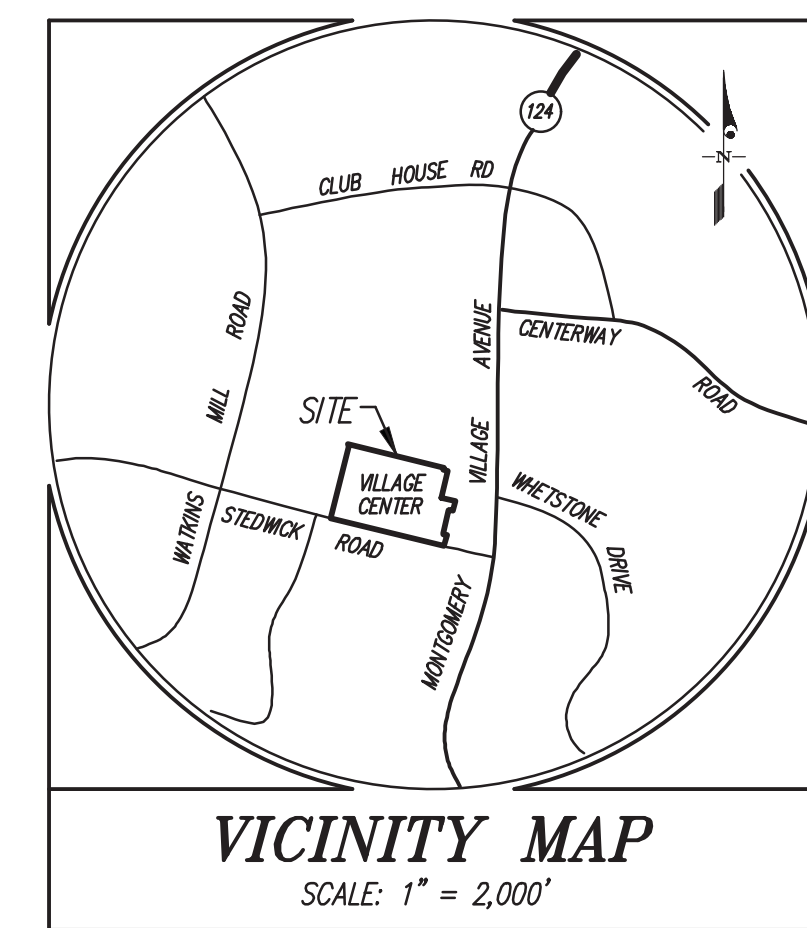 124
-N-
CLUB HOUSE RD
MILL ROAD
VILLAGE AVENUE
CENTERWAY
ROAD
SITE
VILLAGE
CENTER
WATKINS
STEDWICK
ROAD
WHETSTONE
DRIVE
MONTGOMERY
VICINITY MAP
SCALE: 1" = 2,000'